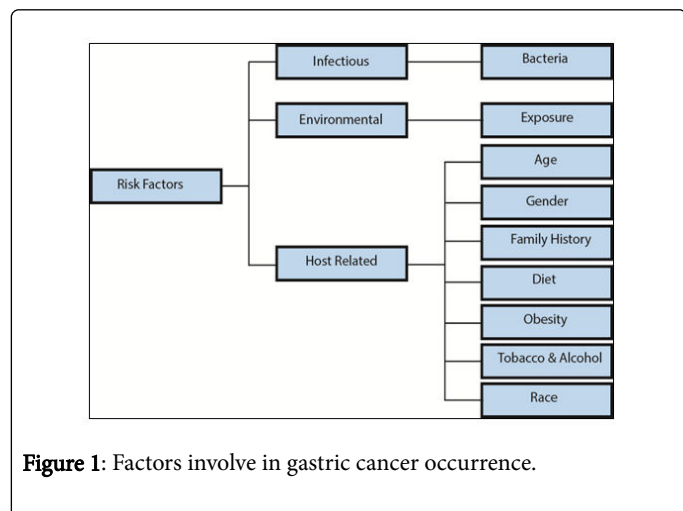 Risk Factors
Infectious
Bacteria
Environmental
Exposure
Host Related
Age
Gender
Family History
Diet
Obesity
Tobacco & Alcohol
Race
Figure 1: Factors involve in gastric cancer occurrence.